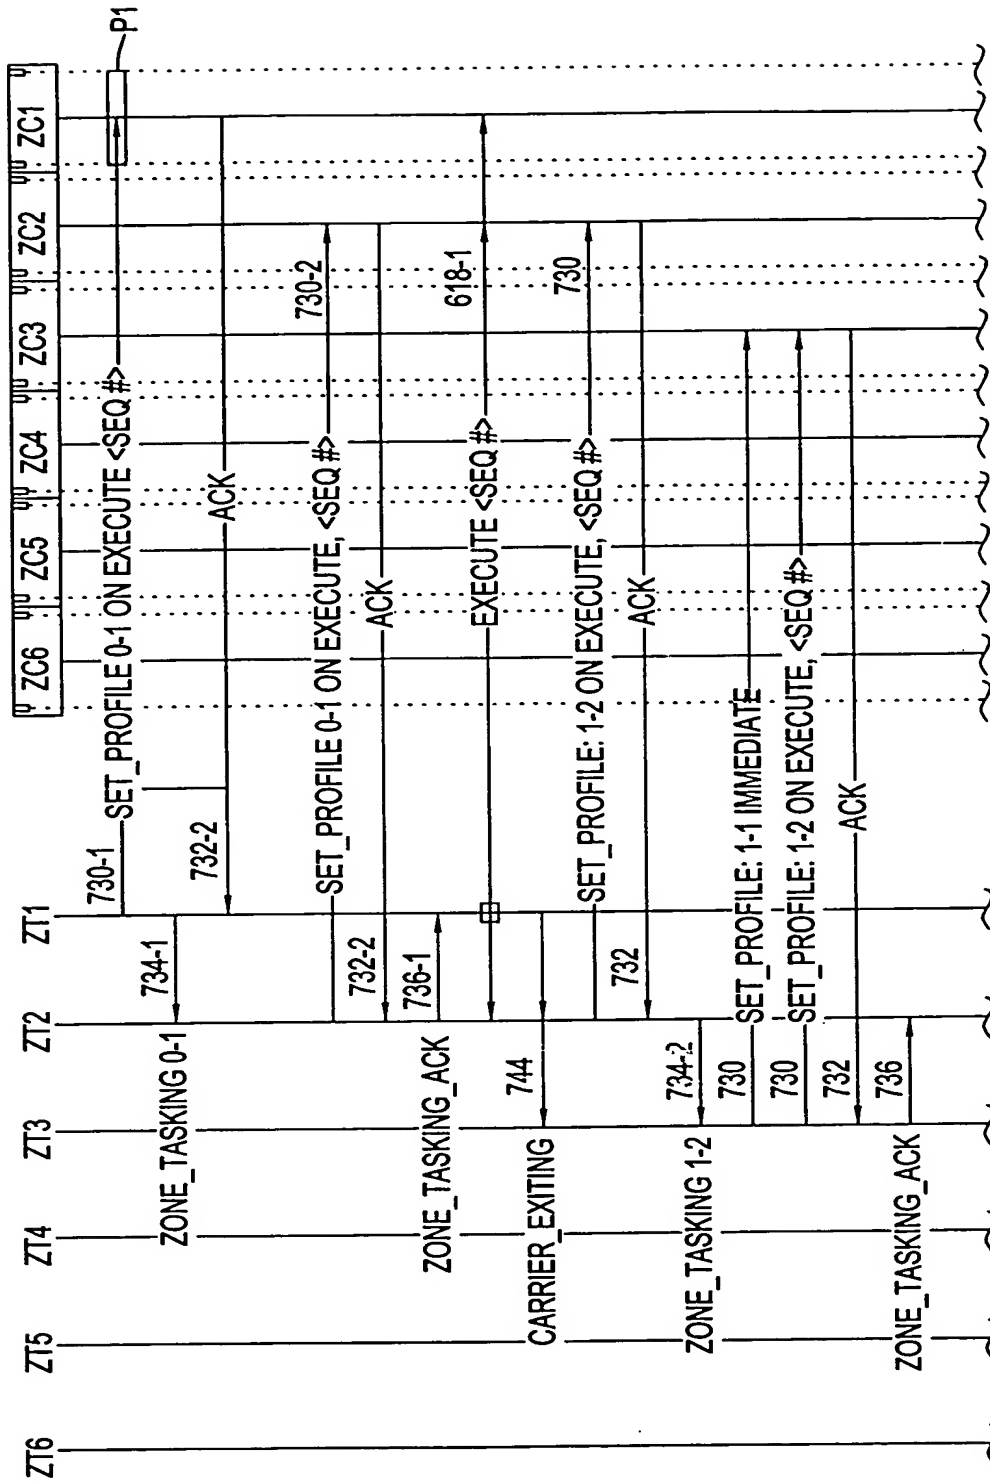 ZT6
ZT5
ZT4
ZT3
ZT2
ZT1
ZC6
ZC5
ZC4
ZC3
ZC2
ZC1
P1
730-1
SET_PROFILE 0-1 ON EXECUTE <SEQ #>
ZONE_TASKING 0-1
734-1
732-2
ACK
SET_PROFILE 0-1 ON EXECUTE, <SEQ #>
730-2
732-2
ACK
ZONE_TASKING_ACK
736-1
EXECUTE <SEQ #>
618-1
CARRIER_EXITING
744
SET_PROFILE: 1-2 ON EXECUTE, <SEQ #>
730
732
ACK
ZONE_TASKING 1-2
734-2
730
SET_PROFILE: 1-1 IMMEDIATE
730
SET_PROFILE: 1-2 ON EXECUTE, <SEQ #>
732
ACK
ZONE_TASKING_ACK
736